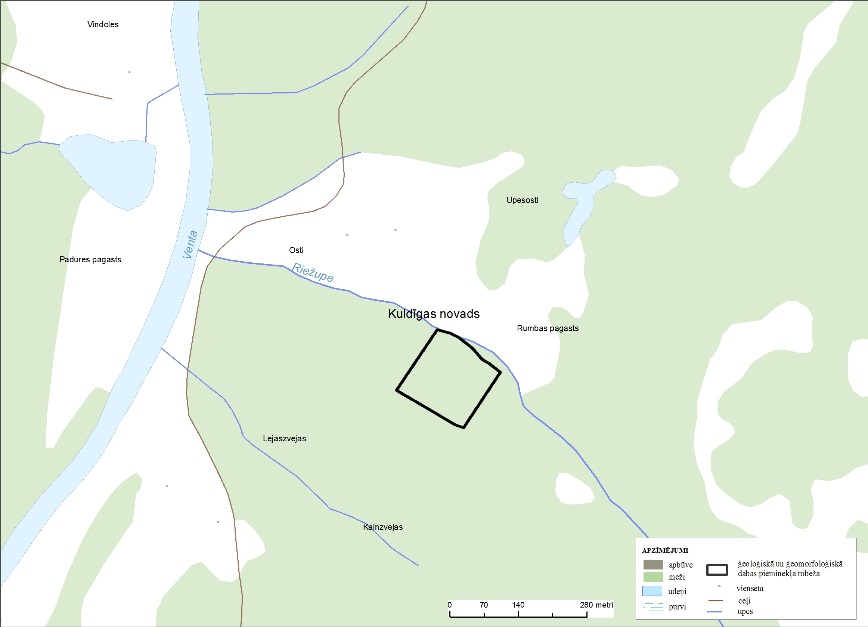 Vindoles
Upesosti
Venta
Osti
Padures pagasts
Riežupe
Kuldīgas novads
Rumbas pagasts
Lejaszvejas
Kalnzvejas
0 70 140 280 metri
APZĪMĒJUMI
apbūve
meži
ūdeņi
purvi
ģeoloģiskā un ģeomorfoloģiskā
dabas pieminekļa robeža
viensēta
ceļi
upes